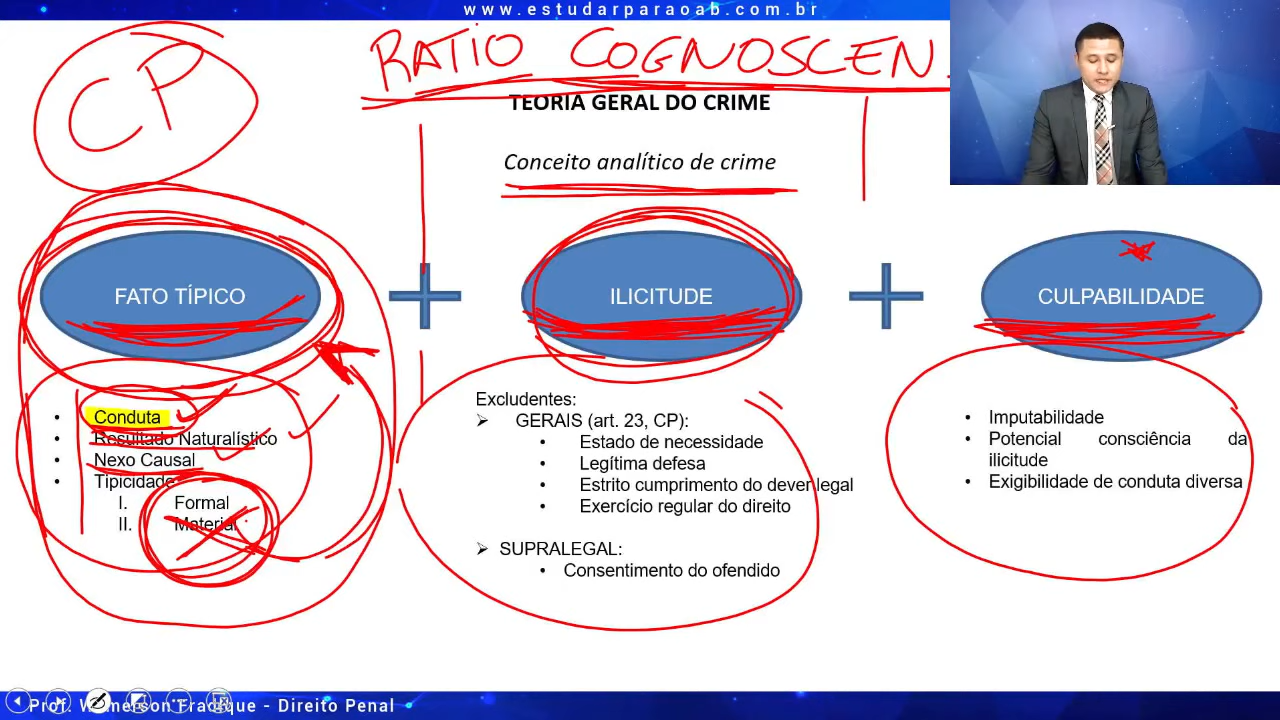 www.estudarparaoab.com.br
CP
RATIO COGNOSCEN
TEORIA GERAL DO CRIME
Conceito analítico de crime
FATO TÍPICO
ILICITUDE
CULPABILIDADE
• Conduta
• Resultado Naturalístico
• Nexo Causal
• Tipicidade
I. Formal
II. Material
Excludentes:
➢ GERAIS (art. 23, CP):
• Estado de necessidade
• Legítima defesa
• Estrito cumprimento do dever legal
• Exercício regular do direito
➢ SUPRALEGAL:
• Consentimento do ofendido
• Imputabilidade
• Potencial consciência da
ilicitude
• Exigibilidade de conduta diversa
Prof. - Direito Penal